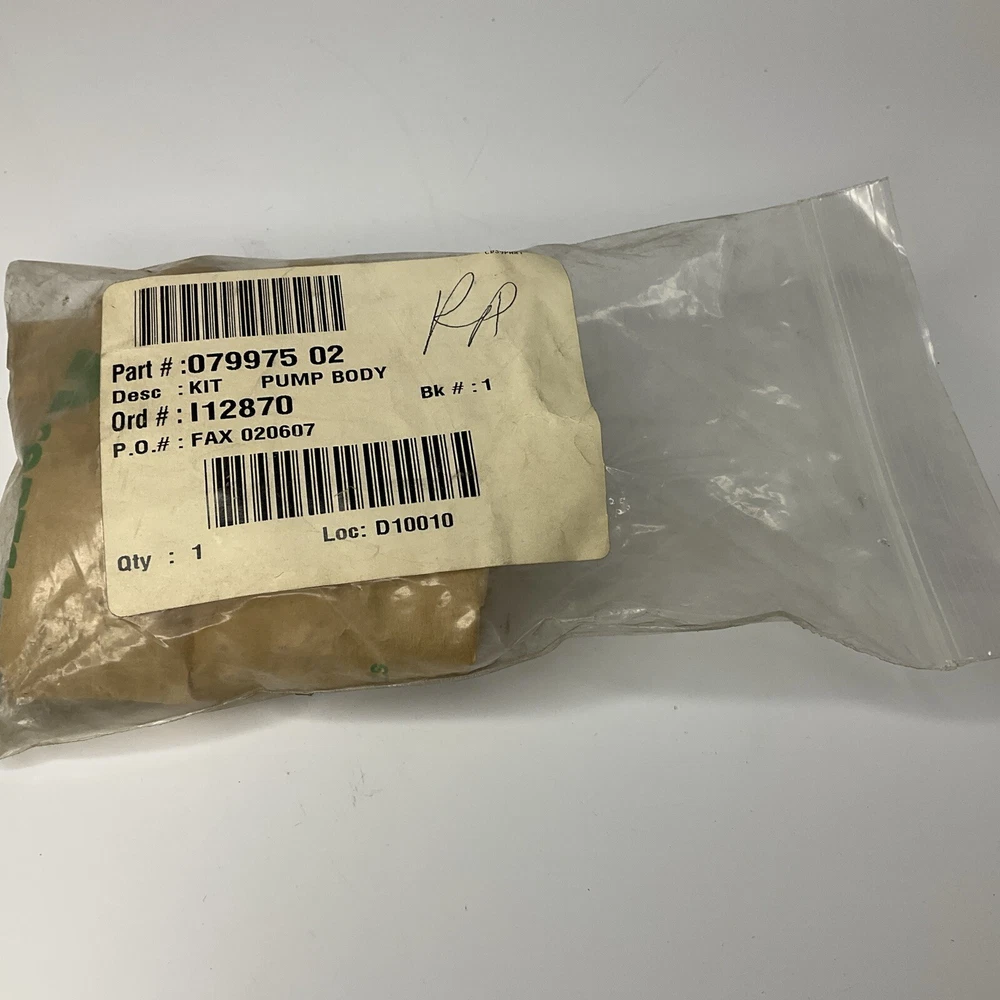 RA
Part # :079975 02
Desc : KIT PUMP BODY
Bk # : 1
Ord # : I12870
P.O.# : FAX 020607
Loc: D10010
Qty : 1
S